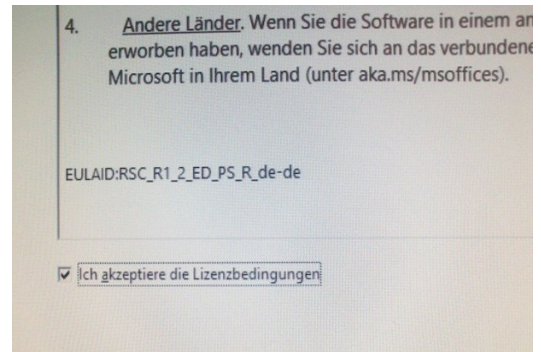 4. Andere Länder. Wenn Sie die Software in einem
erworben haben, wenden Sie sich an das
Microsoft in Ihrem Land (unter aka.ms/msoffices).
EULAID:RSC_R1_2_ED_PS_R_de-de
Ich akzeptiere die Lizenzbedingungen